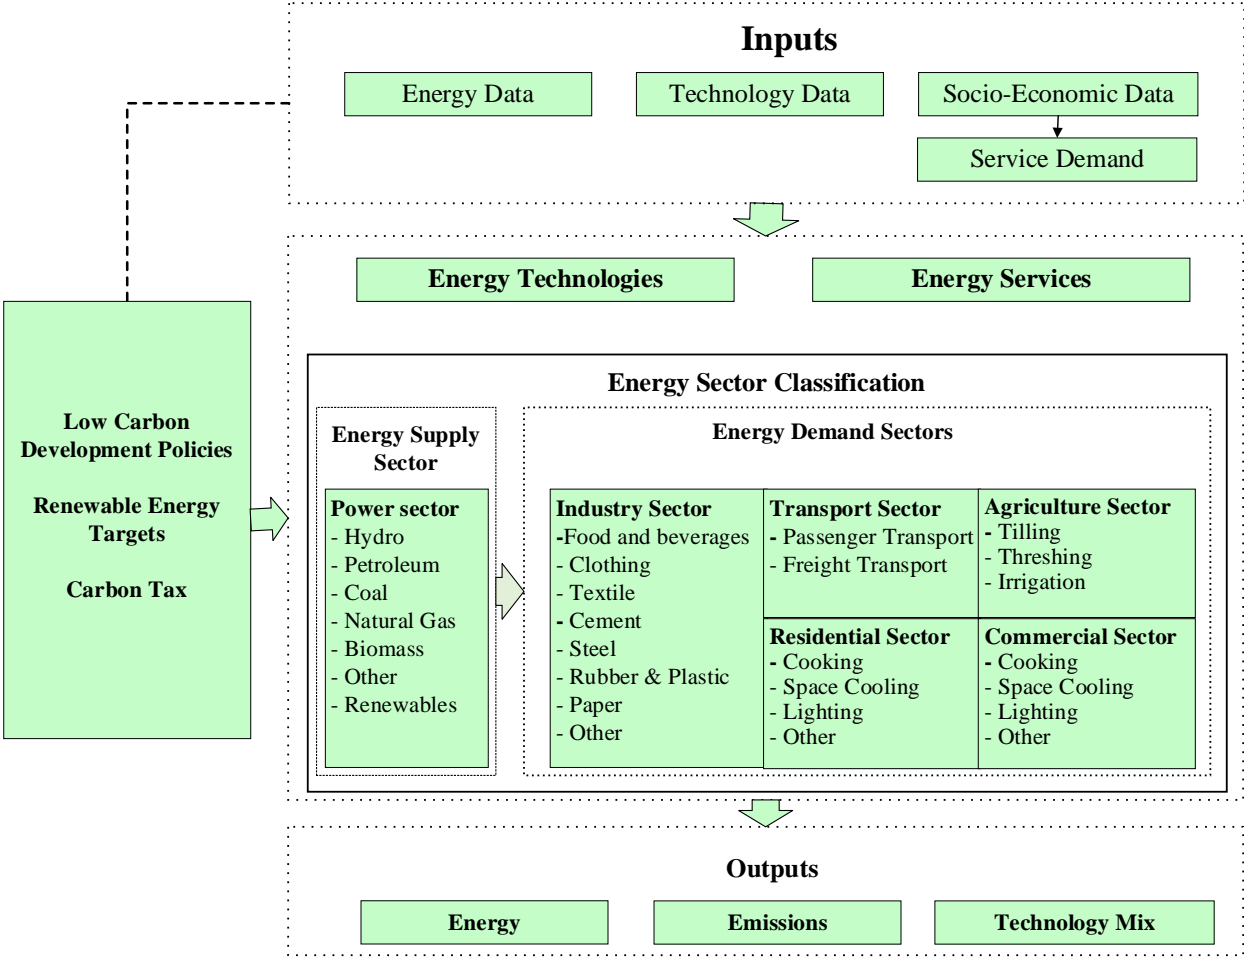 Inputs
Energy Data
Technology Data
Socio-Economic Data
Service Demand
Energy Technologies
Energy Services
Low Carbon
Development Policies
Renewable Energy
Targets
Carbon Tax
Energy Sector Classification
Energy Supply
Sector
Power sector
- Hydro
- Petroleum
- Coal
- Natural Gas
- Biomass
- Other
- Renewables
Energy Demand Sectors
Industry Sector
-Food and beverages
- Clothing
- Textile
- Cement
- Steel
- Rubber & Plastic
- Paper
- Other
Transport Sector
- Passenger Transport
- Freight Transport
Agriculture Sector
- Tilling
- Threshing
- Irrigation
Residential Sector
- Cooking
- Space Cooling
- Lighting
- Other
Commercial Sector
- Cooking
- Space Cooling
- Lighting
- Other
Outputs
Energy
Emissions
Technology Mix